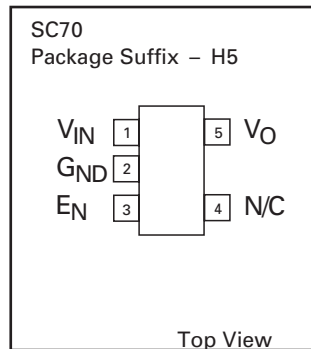 SC70
Package Suffix – H5
VIN 1 5 VO
GND 2
EN 3 4 N/C
Top View